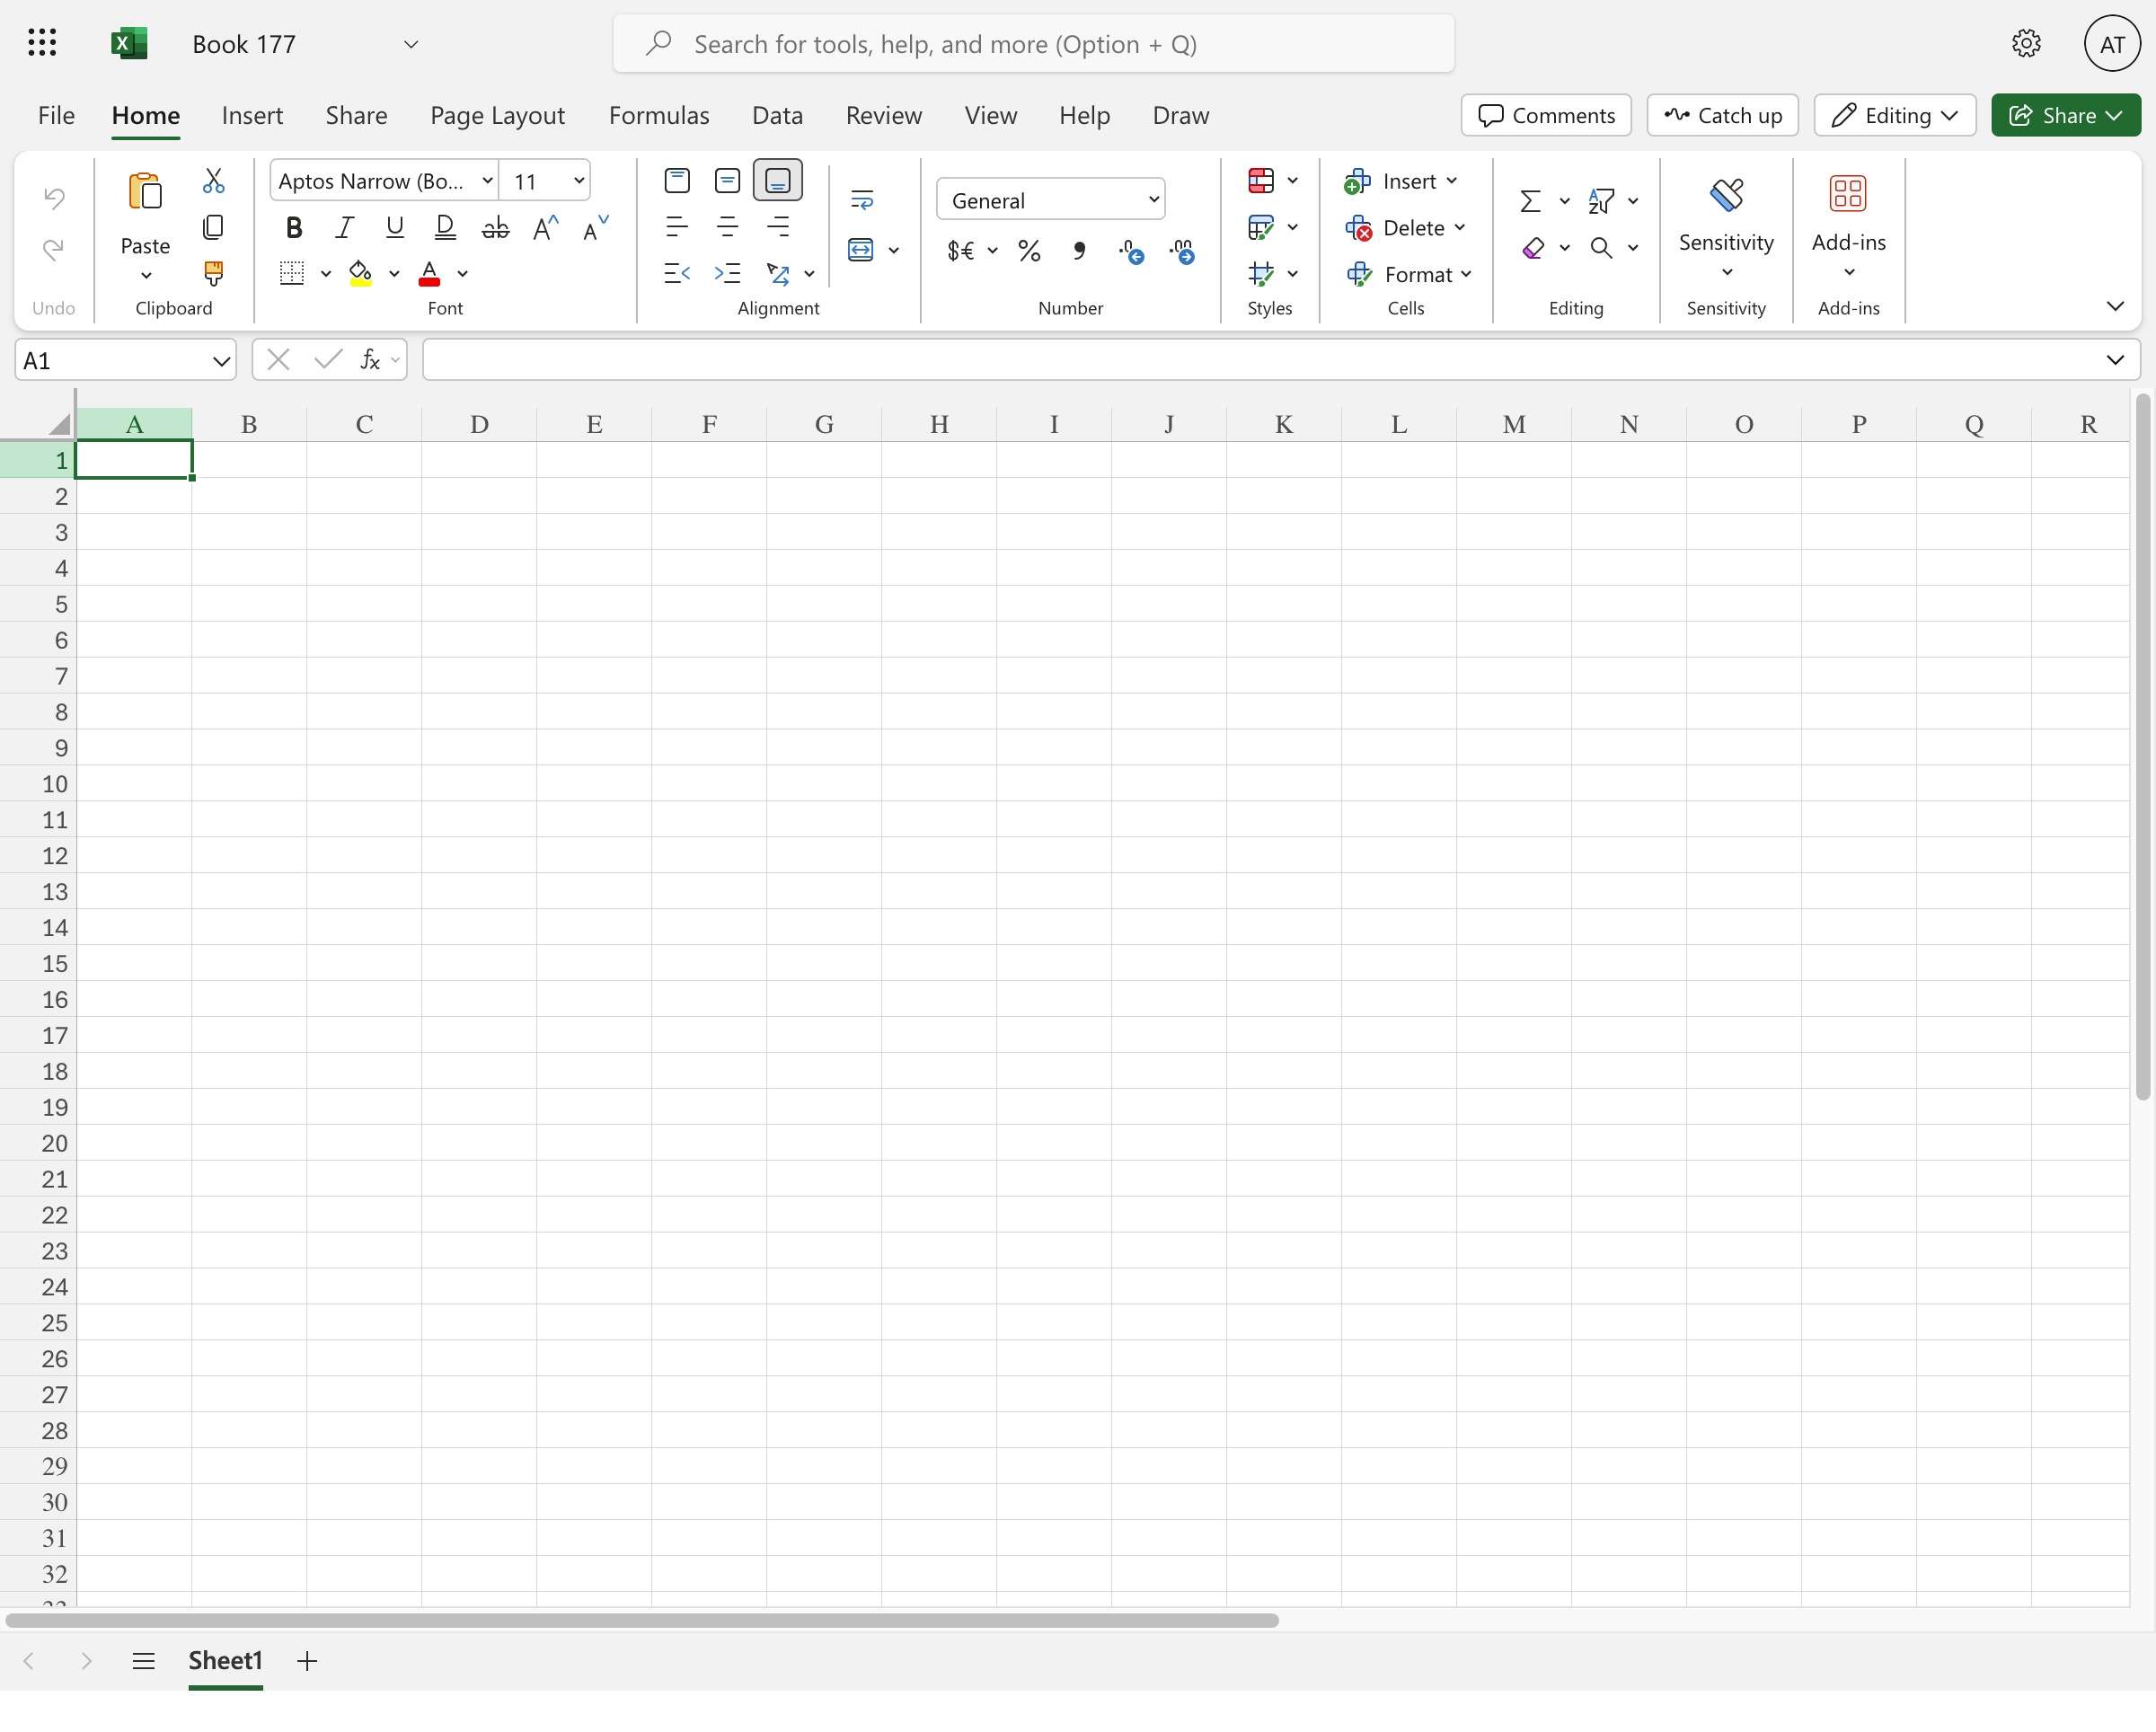 Book 177
Search for tools, help, and more (Option + Q)
AT
File Home Insert Share Page Layout Formulas Data Review View Help Draw
Comments Catch up Editing Share
Undo
Paste
Clipboard
Aptos Narrow (Bo... 11
Font
Alignment
General
$€ % 
Number
Styles
Insert
Delete
Format
Cells
Editing
Sensitivity
Sensitivity
Add-ins
Add-ins
A1
fx
A B C D E F G H I J K L M N O P Q R
1
2
3
4
5
6
7
8
9
10
11
12
13
14
15
16
17
18
19
20
21
22
23
24
25
26
27
28
29
30
31
32
Sheet1